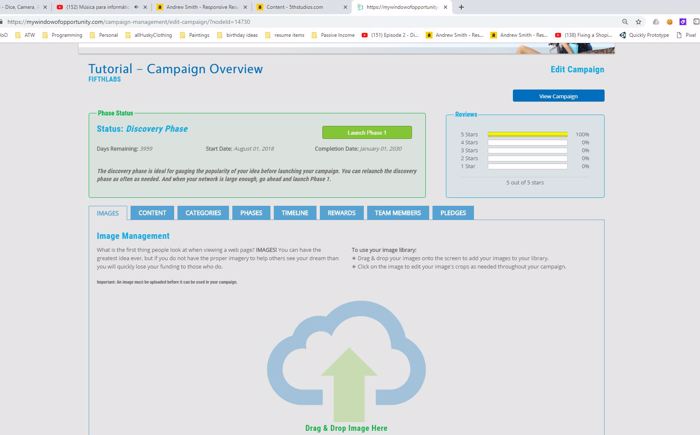 Dice, Camera,
(152) Música para informáti
Andrew Smith - Responsive Re
Content - 5thstudios.com
https://mywindowofopportunity
https://mywindowofopportunity.com/campaign-management/edit-campaign/?nodeId=14730
ATW
Programming
Personal
allHuskyClothing
Paintings
birthday ideas
resume items
Passive Income
(151) Episode 2 - Di...
Andrew Smith - Res...
Andrew Smith - Res...
(138) Fixing a Shopi...
Quickly Prototype
Pixel
Tutorial – Campaign Overview
FIFTHLABS
Edit Campaign
View Campaign
Phase Status
Status: Discovery Phase
Launch Phase 1
Days Remaining: 3959
Start Date: August 01, 2018
Completion Date: January 01, 2030
The discovery phase is ideal for gauging the popularity of your idea before launching your campaign. You can relaunch the discovery
phase as often as needed. And when your network is large enough, go ahead and launch Phase 1.
Reviews
5 Stars 100%
4 Stars 0%
3 Stars 0%
2 Stars 0%
1 Star 0%
5 out of 5 stars
IMAGES
CONTENT
CATEGORIES
PHASES
TIMELINE
REWARDS
TEAM MEMBERS
PLEDGES
Image Management
What is the first thing people look at when viewing a web page? IMAGES! You can have the
greatest idea ever, but if you do not have the proper imagery to help others see your dream than
you will quickly lose your funding to those who do.
Important: An image must be uploaded before it can be used in your campaign.
To use your image library:
Drag & drop your images onto the screen to add your images to your library.
Click on the image to edit your image's crops as needed throughout your campaign.
Drag & Drop Image Here